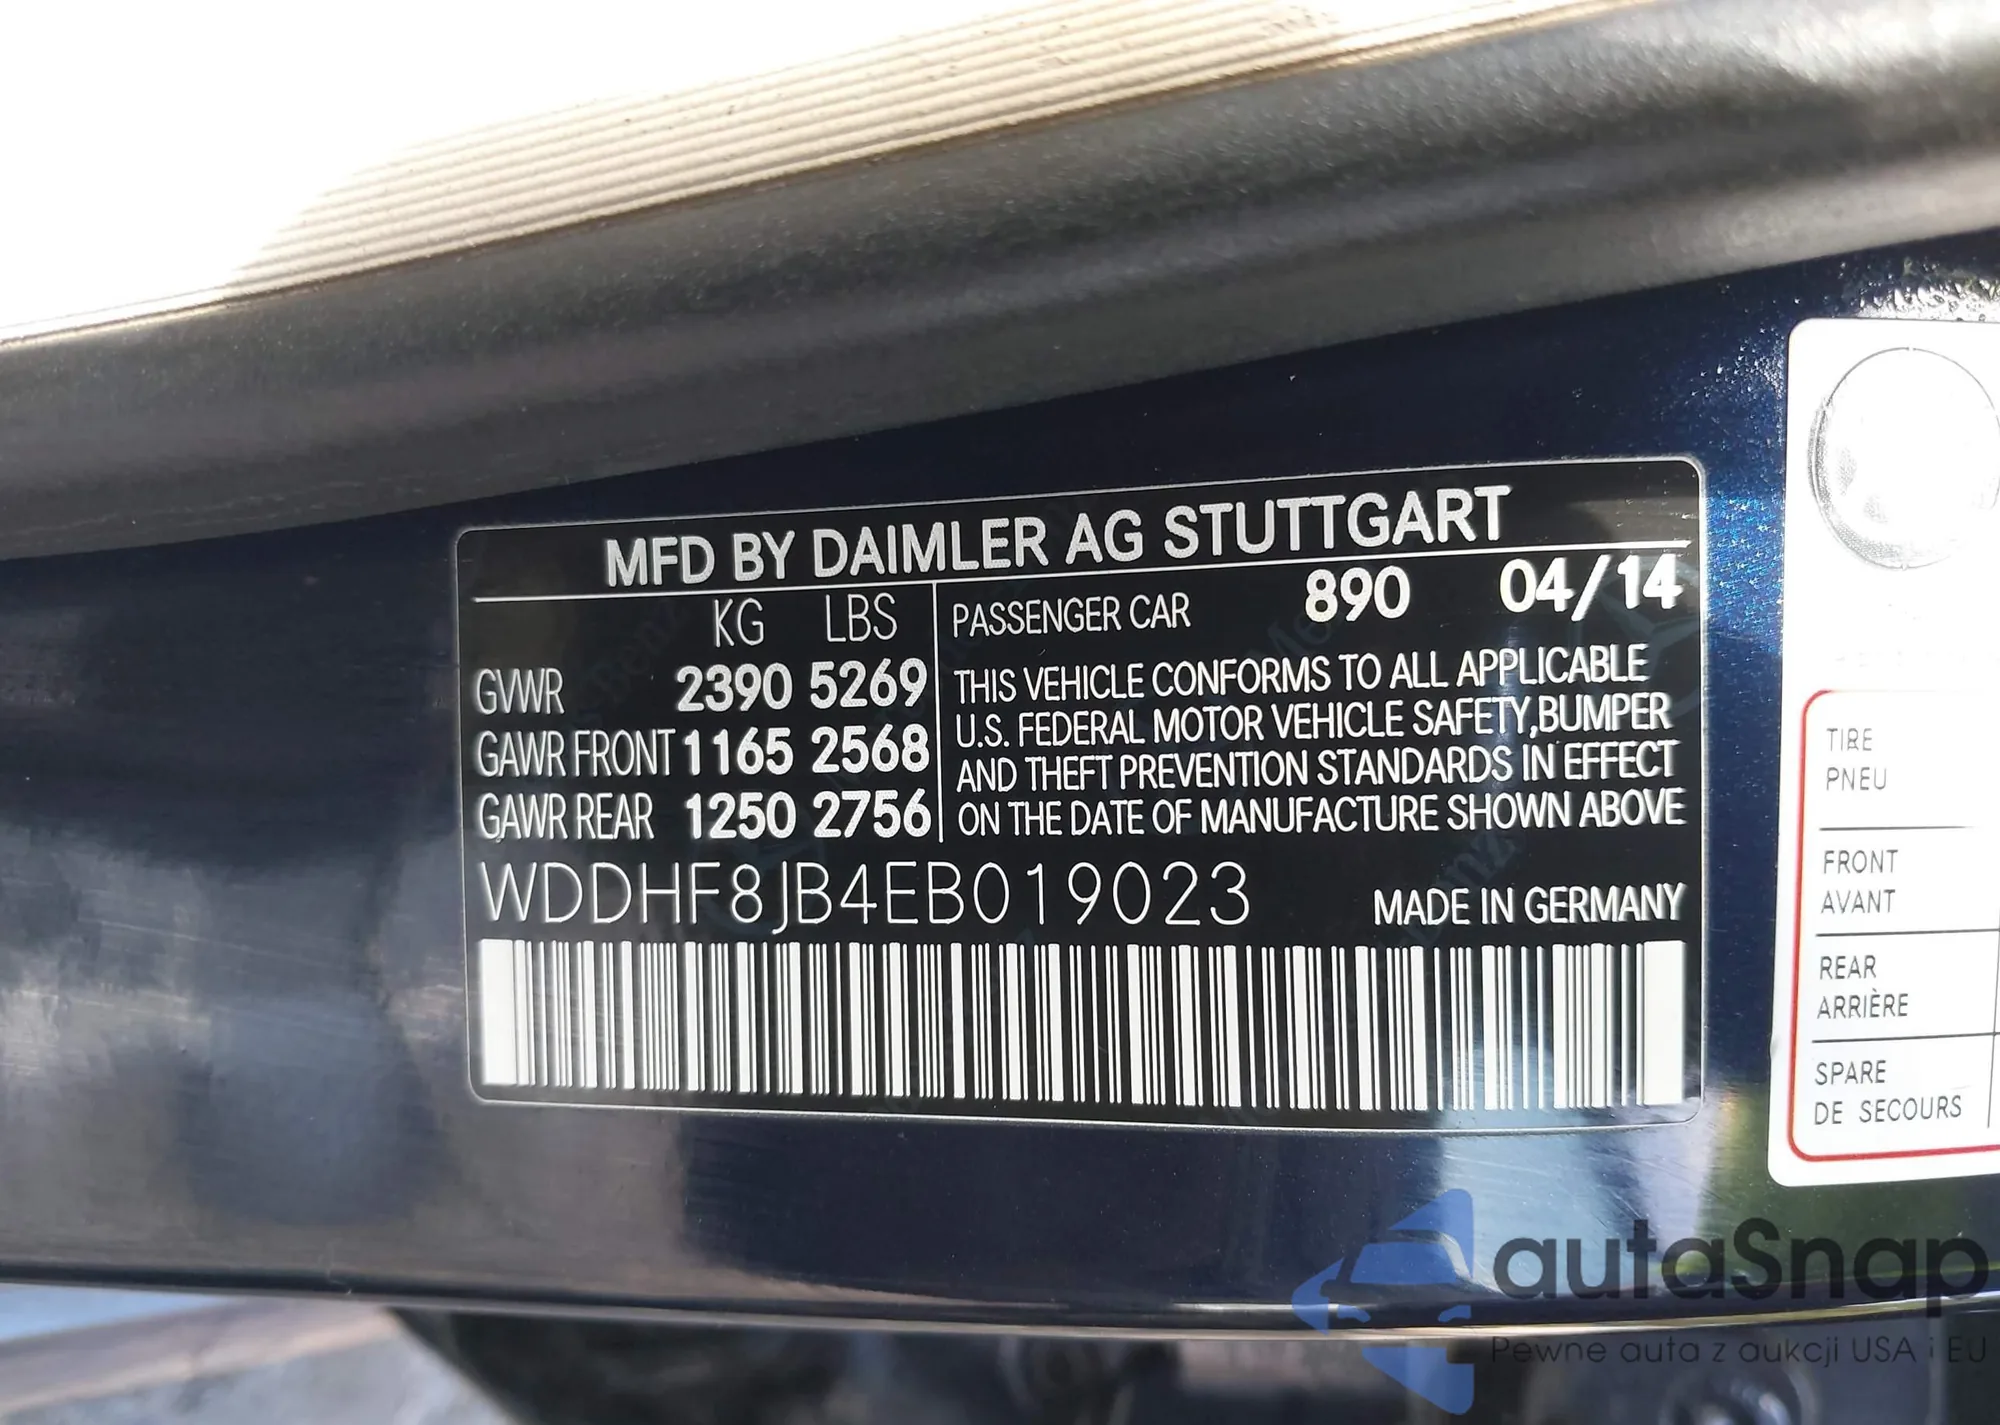 MFD BY DAIMLER AG STUTTGART
KG LBS
GVWR 2390 5269
GAWR FRONT 1165 2568
GAWR REAR 1250 2756
PASSENGER CAR 890 04/14
THIS VEHICLE CONFORMS TO ALL APPLICABLE
U.S. FEDERAL MOTOR VEHICLE SAFETY, BUMPER
AND THEFT PREVENTION STANDARDS IN EFFECT
ON THE DATE OF MANUFACTURE SHOWN ABOVE
WDDHF8JB4EB019023
MADE IN GERMANY
TIRE
PNEU
FRONT
AVANT
REAR
ARRIÈRE
SPARE
DE SECOURS
autaSnap
Pewne auta z aukcji USA i EU